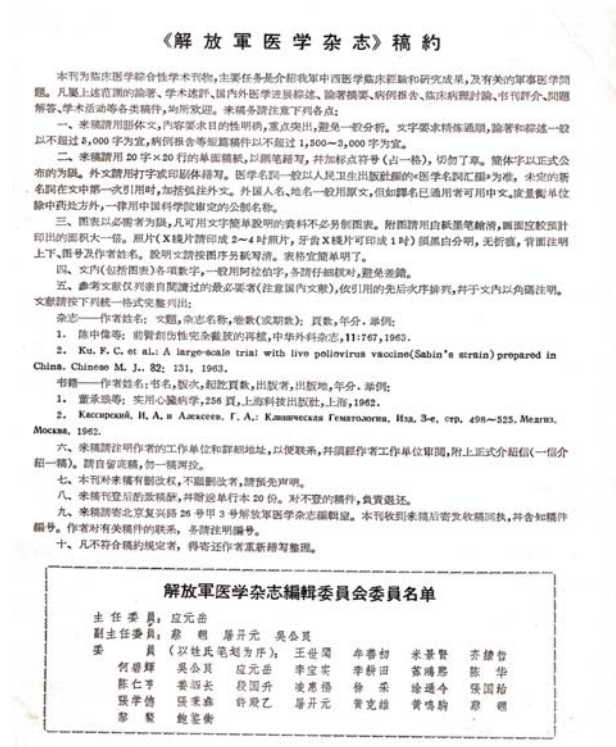 《解放軍医学杂志》稿約
本刊为临床医学綜合性学术刊物,主要任务是介紹我軍中西医学临床經驗和研究成果,及有关的軍事医学問
題。凡屬上述范围的論著、学术述評、国内外医学进展綜述、論著摘要、病例报告、临床病理討論、书刊評介、問題
解答、学术活动等各类稿件,均所欢迎。来稿务請注意下列各点:
一、来稿請用語体文,內容要求目的性明确,重点突出,避免一般分析。文字要求精炼通順,論著和綜述一般
以不超过5,000字为宜,病例报告等短篇稿件以不超过1,500~3,000字为宜。
二、来稿請用20字×20行的单面稿紙,以鋼笔繕写,幷加标点符号(占一格),切勿了草。簡体字以正式公
布的为限。外文請用打字或印刷体繕写。医学名詞一般以人民卫生出版社編的«医学名詞汇編»为准,未定的新
名詞在文中第一次引用时,加括弧注外文。外国人名、地名一般用原文,但如譯名已通用者可用中文。度量衡单位
除中药处方外,一律用中国科学院审定的公制名称。
三、图表以必需者为限,凡可用文字簡单說明的資料不必另制图表。附图請用白紙墨笔繪清,画面应較預計
印出的面积大一倍。照片(X綫片請印成2~4吋照片,牙齿X綫片可印成1吋)須黑白分明,无折痕,背面注明
上下、图号及作者姓名。說明文請按图序另紙写清。表格宜簡单明了。
四、文內(包括图表)各項数字,一般用阿拉伯字,务請仔細核对,避免差錯。
五、參考文献仅列亲自閱讀过的最必要者(注意国內文献),依引用的先后次序排列,幷于文內以角碼注明。
文献請按下列統一格式完整列出:
杂志——作者姓名:文題,杂志名称,卷数(或期数):頁数,年分。举例:
1. 陈中偉等:前臂創伤性完全截肢的再植,中华外科杂志,11:767,1963.
2. Ku, F. C. et al.: A large-scale trial with live poliovirus vaccine(Sabin's strain) prepared in
China. Chinese M. J., 82: 131, 1963.
书籍——作者姓名:书名,版次,起訖頁数,出版者,出版地,年分。举例:
1. 董承琅等:实用心臟病学,256頁,上海科技出版社,上海,1962.
2. Кассирский, И. А. и Алексеев, Г. А.: Клиническая Гематология, Изд. 3-е, стр. 498~525, Медгиз,
Москва, 1962.
六、来稿請注明作者的工作单位和詳細地址,以便联系,幷須經作者工作单位审閱,附上正式介紹信(一信介
紹一稿)。請自留底稿,勿一稿两投。
七、本刊对来稿有删改权,不願删改者,請預先声明。
八、来稿刊登后酌致稿酬,幷贈送单行本20份。对不登的稿件,負責退还。
九、来稿請寄北京复兴路26号甲3号解放軍医学杂志編輯室。本刊收到来稿后寄发收稿回执,幷告知稿件
編号。作者对有关稿件的联系,务請注明編号。
十、凡不符合稿約規定者,得寄还作者重新繕写整理。
解放軍医学杂志編輯委員会委員名单
主任委員:应元岳
副主任委員:蔡翘 屠开元 吳公良
委員(以姓氏笔划为序):王世閶 牟善初 米景賢 齐績哲
何碧輝 吳公良 应元岳 李宝实 李耕田 苏鴻熙 陈华
陈仁亨 姜泗长 段国升 凌惠揚 徐采 涂通今 張国治
張学德 張秉彝 許殿乙 屠开元 黄克維 黄鳴駒 蔡翘
黎鰲 鮑鉴衡